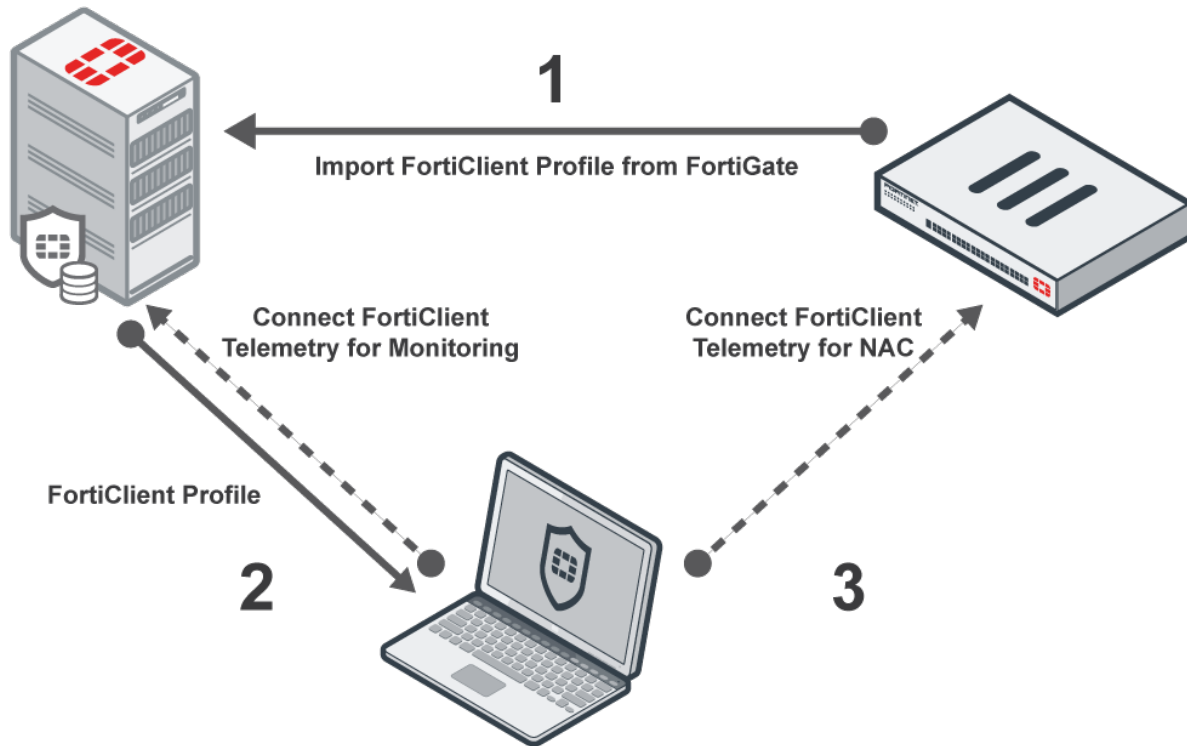 1
Import FortiClient Profile from FortiGate
FORTINET
Connect FortiClient
Telemetry for Monitoring
Connect FortiClient
Telemetry for NAC
FortiClient Profile
2
3